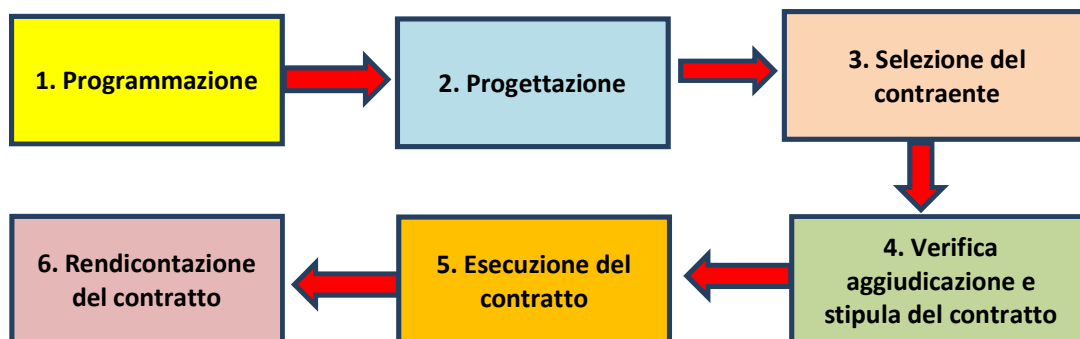 1. Programmazione
2. Progettazione
3. Selezione del
contraente
4. Verifica
aggiudicazione e
stipula del contratto
5. Esecuzione del
contratto
6. Rendicontazione
del contratto